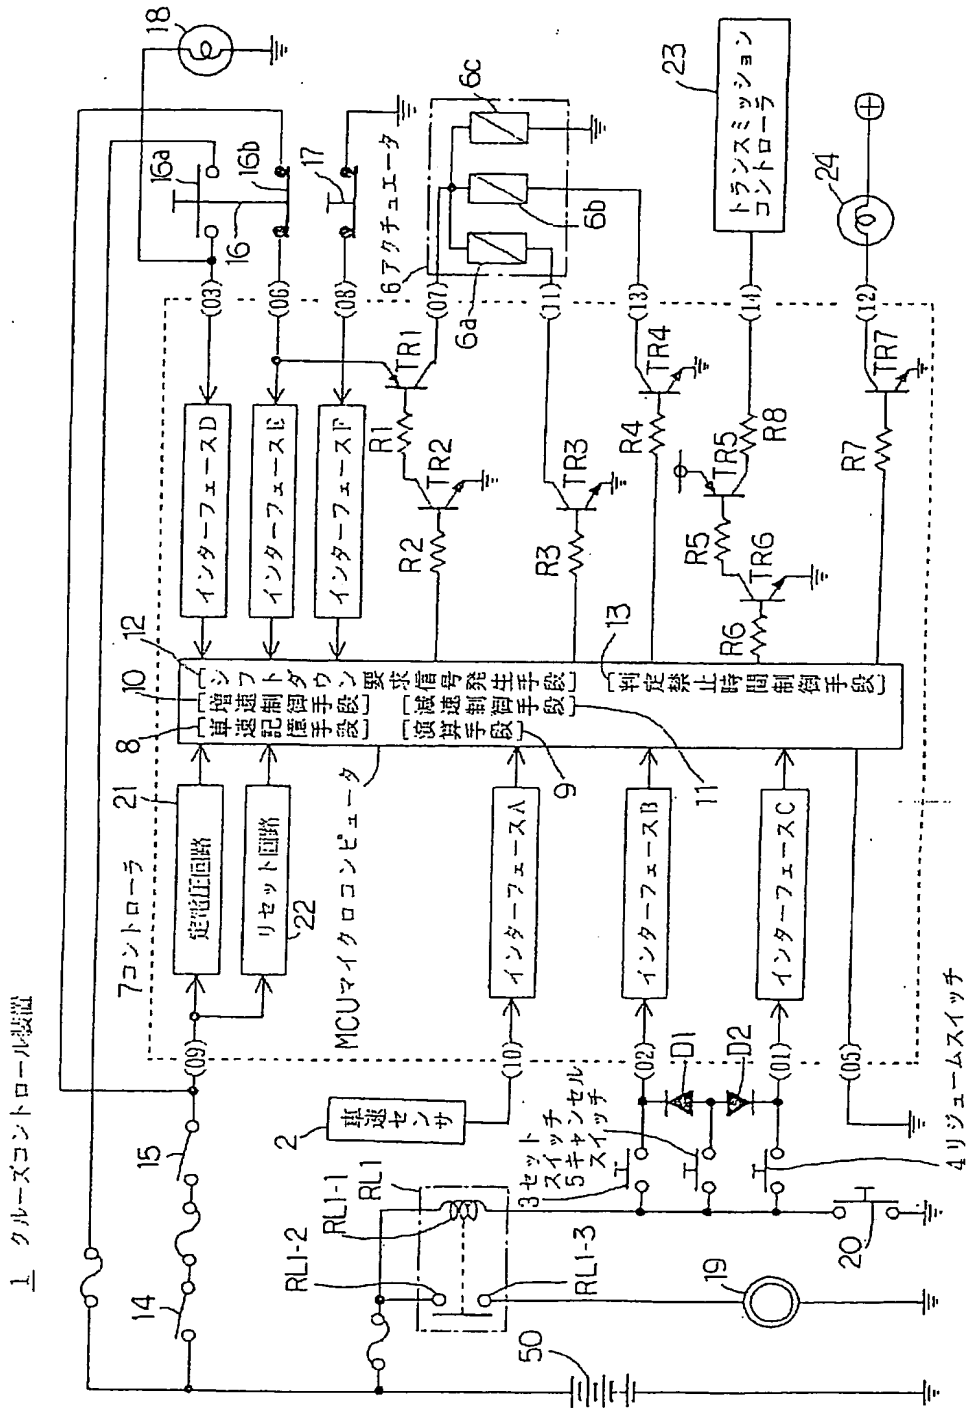 1 クルーズコントロール装置
7コントローラ
21
定電圧回路
リセット回路
22
MCUマイクロコンピュータ
8
[車速記憶手段]
10
[増速制御手段]
12
[シフトダウン要求信号発生手段]
[演算手段]
9
[減速制御手段]
11
[判定禁止時間制御手段]
13
インターフェースA
インターフェースB
インターフェースC
インターフェースD
インターフェースE
インターフェースF
(09)
(10)
(02)
(01)
(05)
(03)
(06)
(08)
(07)
(11)
(13)
(14)
(12)
14
15
2
車速センサ
3セット
スイッチ
5キャンセル
スイッチ
4リジュームスイッチ
D1
D2
RL1-1
RL1
RL1-2
RL1-3
19
20
50
16a
16
16b
17
18
6アクチュエータ
6a
6b
6c
R1
TR1
R2
TR2
R3
TR3
R4
TR4
R5
TR5
R6
TR6
R8
R7
TR7
23
トランスミッション
コントローラ
24